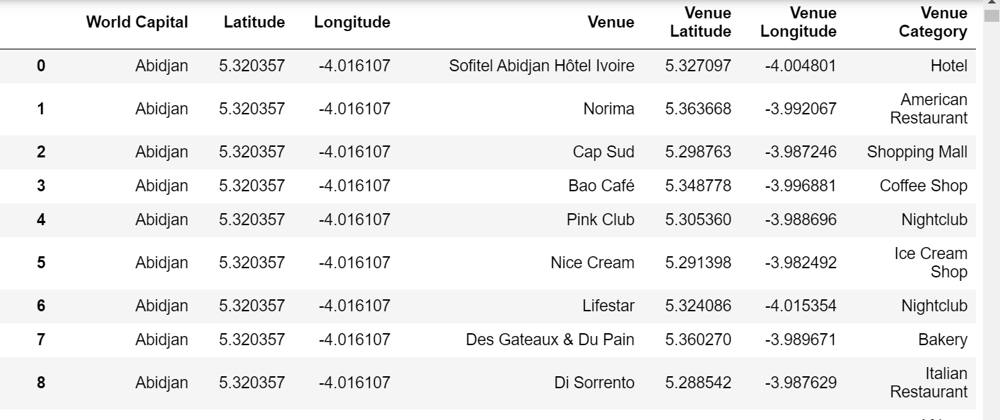 World Capital Latitude Longitude Venue Venue Latitude Venue Longitude Venue Category
0 Abidjan 5.320357 -4.016107 Sofitel Abidjan Hôtel Ivoire 5.327097 -4.004801 Hotel
1 Abidjan 5.320357 -4.016107 Norima 5.363668 -3.992067 American Restaurant
2 Abidjan 5.320357 -4.016107 Cap Sud 5.298763 -3.987246 Shopping Mall
3 Abidjan 5.320357 -4.016107 Bao Café 5.348778 -3.996881 Coffee Shop
4 Abidjan 5.320357 -4.016107 Pink Club 5.305360 -3.988696 Nightclub
5 Abidjan 5.320357 -4.016107 Nice Cream 5.291398 -3.982492 Ice Cream Shop
6 Abidjan 5.320357 -4.016107 Lifestar 5.324086 -4.015354 Nightclub
7 Abidjan 5.320357 -4.016107 Des Gateaux & Du Pain 5.360270 -3.989671 Bakery
8 Abidjan 5.320357 -4.016107 Di Sorrento 5.288542 -3.987629 Italian Restaurant